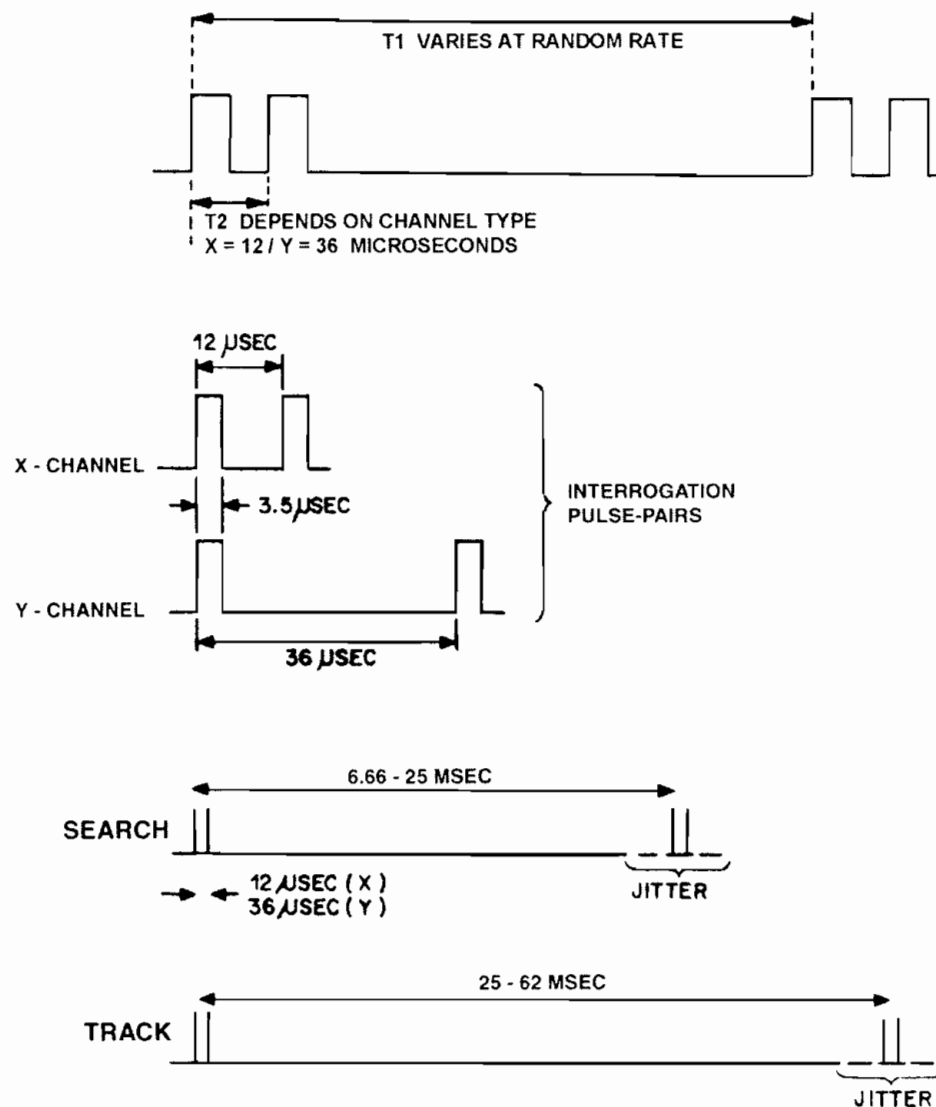 T1 VARIES AT RANDOM RATE
T2 DEPENDS ON CHANNEL TYPE
X = 12 / Y = 36 MICROSECONDS
12 µSEC
X - CHANNEL
3.5 µSEC
INTERROGATION
PULSE-PAIRS
Y - CHANNEL
36 µSEC
6.66 - 25 MSEC
SEARCH
12 µSEC ( X )
36 µSEC ( Y )
JITTER
25 - 62 MSEC
TRACK
JITTER